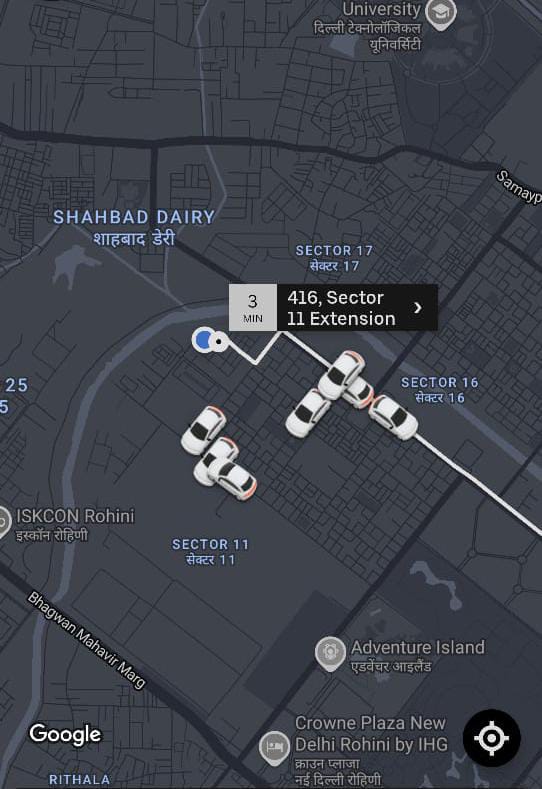 University
दिल्ली टेक्नोलॉजिकल
यूनिवर्सिटी
Samayp
SHAHBAD DAIRY
शाहबाद डेरी
SECTOR 17
सेक्टर 17
3
MIN
416, Sector
11 Extension
25
5
SECTOR 16
सेक्टर 16
ISKCON Rohini
इस्कॉन रोहिणी
SECTOR 11
सेक्टर 11
Bhagwan Mahavir Marg
Adventure Island
एडवेंचर आइलैंड
Google
Crowne Plaza New
Delhi Rohini by IHG
क्राउन प्लाजा
नई दिल्ली रोहिणी
RITHALA